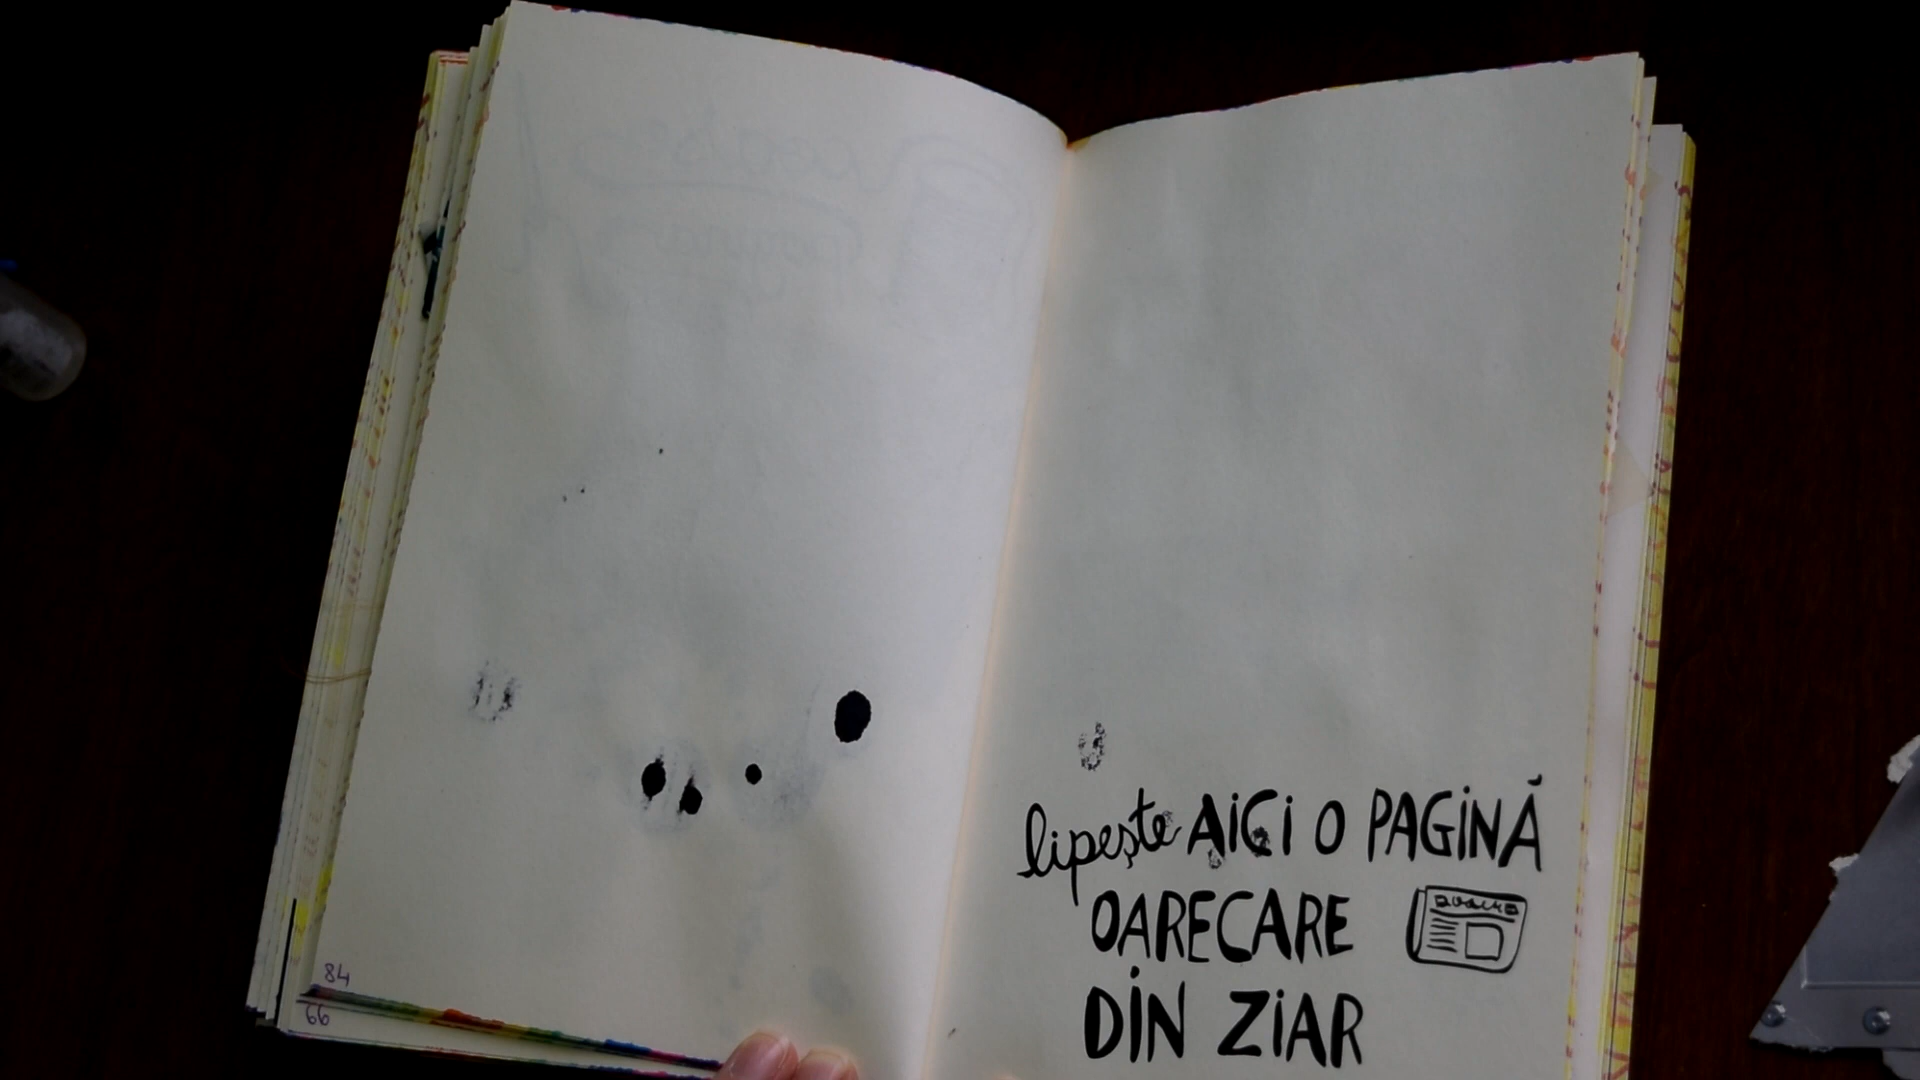 84
66
lipește AiCi O PAGiNĂ
OARECARE
DiN ZiAR